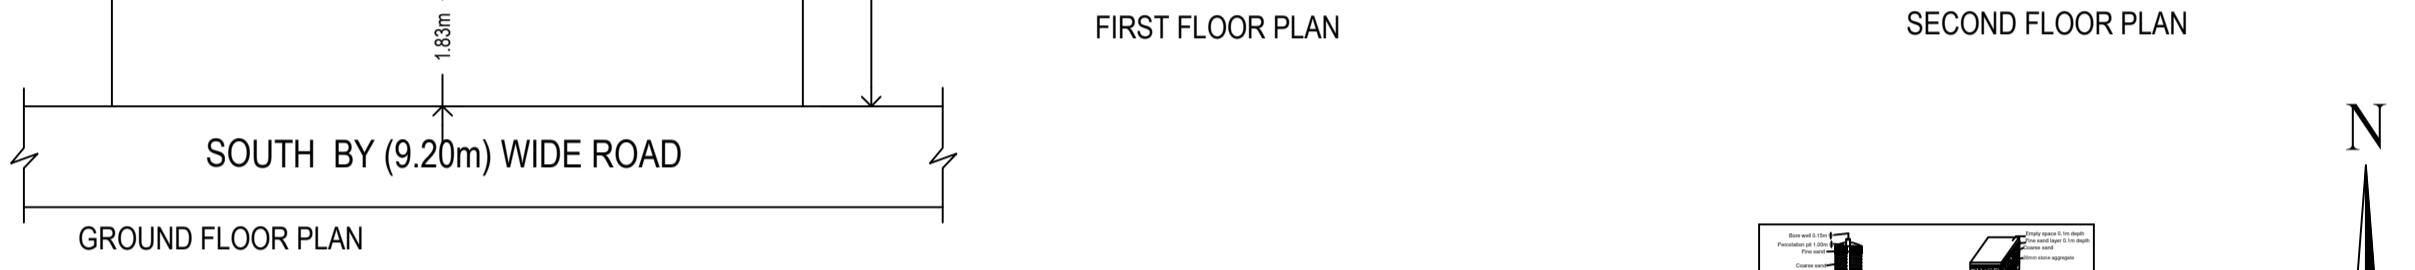 1.83m
FIRST FLOOR PLAN
SECOND FLOOR PLAN
SOUTH BY (9.20m) WIDE ROAD
N
GROUND FLOOR PLAN
Bore well 0.15m
Percolation pit 1.00m
Fine sand
Coarse sand
Empty space 0.1m depth
Fine sand layer 0.1m depth
Coarse sand
stone aggregate